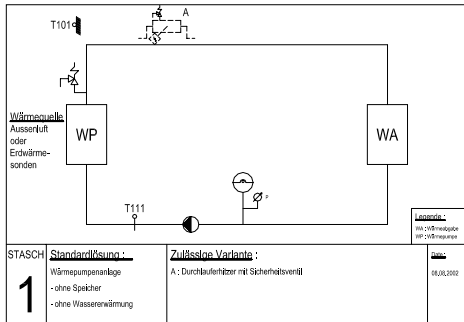 A
T101
Wärmequelle
Aussenluft
oder
Erdwärme-
sonden
WP
WA
P
T111
Legende :
WA : Wärmeabgabe
WP : Wärmepumpe
STASCH
1
Standardlösung :
Wärmepumpenanlage
- ohne Speicher
- ohne Wassererwärmung
Zulässige Variante :
A : Durchlauferhitzer mit Sicherheitsventil
Date:
08.08.2002